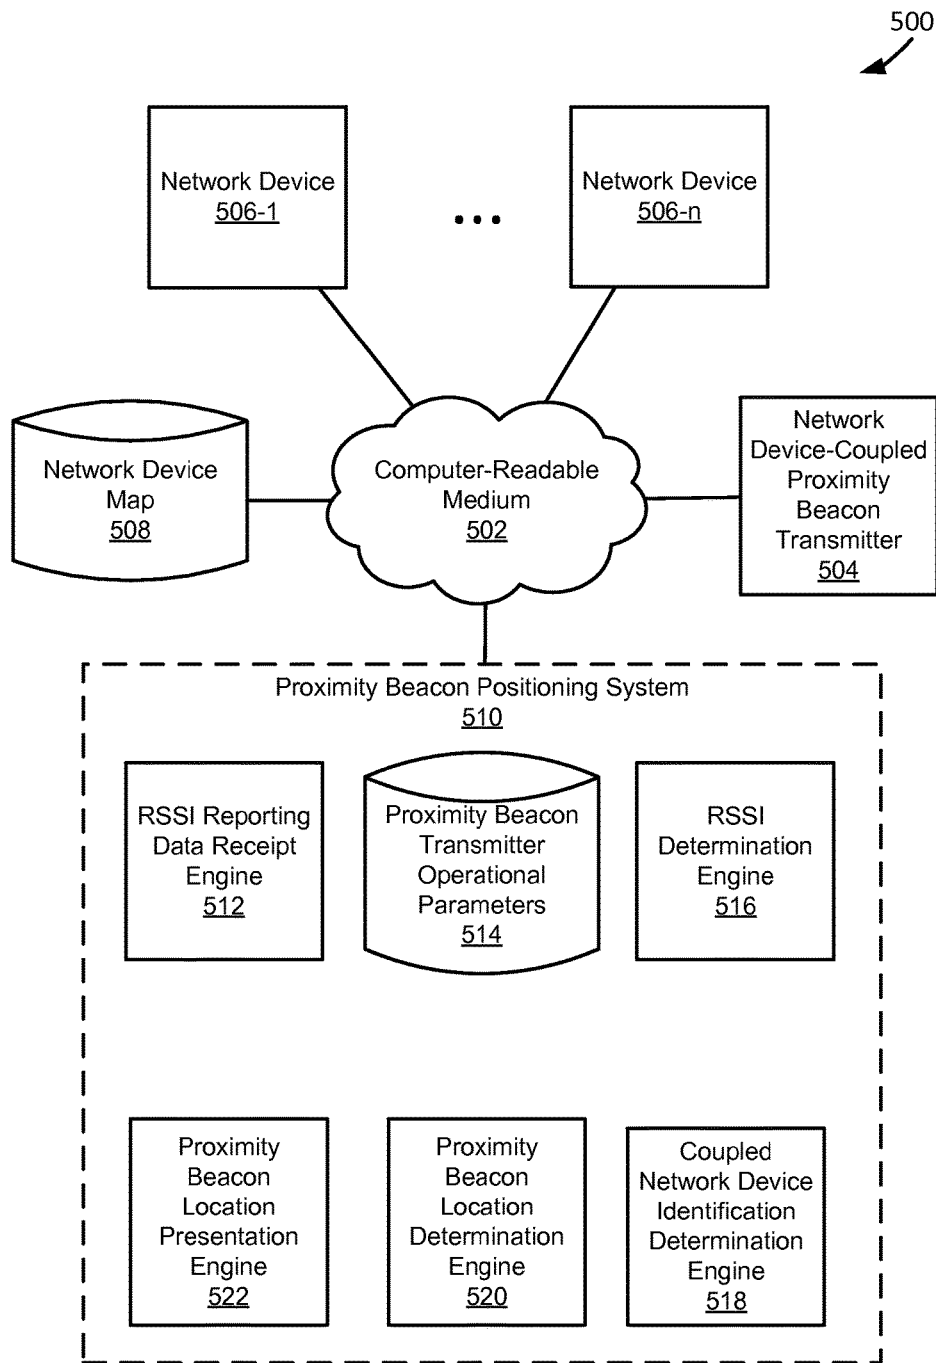 500
Network Device
506-1
...
Network Device
506-n
Network Device
Map
508
Computer-Readable
Medium
502
Network
Device-Coupled
Proximity
Beacon
Transmitter
504
Proximity Beacon Positioning System
510
RSSI Reporting
Data Receipt
Engine
512
Proximity Beacon
Transmitter
Operational
Parameters
514
RSSI
Determination
Engine
516
Proximity
Beacon
Location
Presentation
Engine
522
Proximity
Beacon
Location
Determination
Engine
520
Coupled
Network Device
Identification
Determination
Engine
518